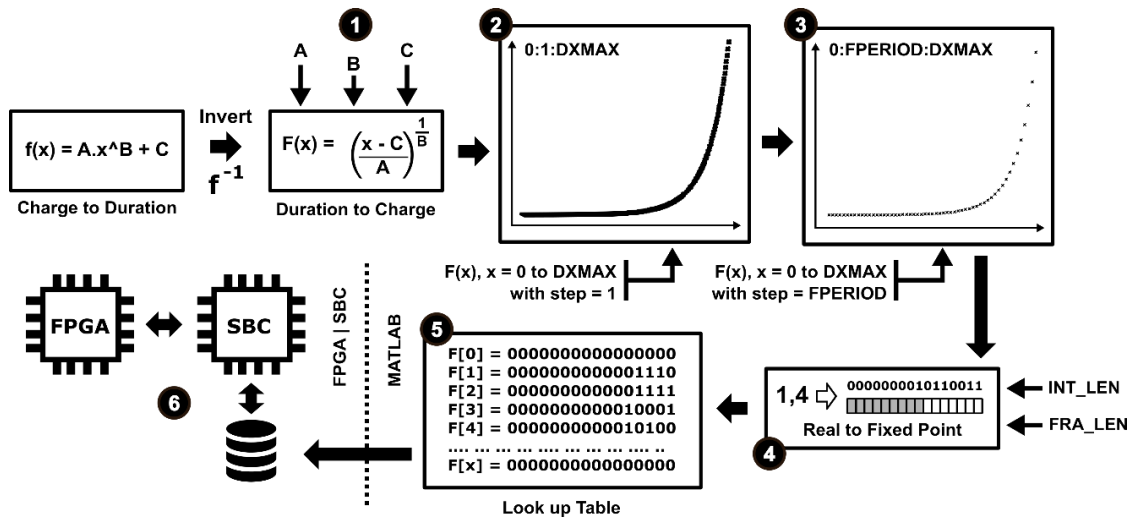 1
A
B
C
f(x) = A.x^B + C
Charge to Duration
Invert
f^-1
F(x) = ((x - C)/A)^(1/B)
Duration to Charge
2
0:1:DXMAX
F(x), x = 0 to DXMAX
with step = 1
3
0:FPERIOD:DXMAX
F(x), x = 0 to DXMAX
with step = FPERIOD
4
1,4
0000000010110011
Real to Fixed Point
INT_LEN
FRA_LEN
5
F[0] = 0000000000000000
F[1] = 0000000000001110
F[2] = 0000000000001111
F[3] = 0000000000010001
F[4] = 0000000000010100
.... ... ... ... .... ... ... ... .... ..
F[x] = 0000000000000000
Look up Table
MATLAB
FPGA | SBC
6
FPGA
SBC